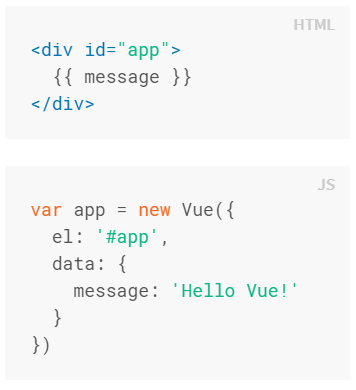 HTML
<div id="app">
  {{ message }}
</div>
JS
var app = new Vue({
  el: '#app',
  data: {
    message: 'Hello Vue!'
  }
})